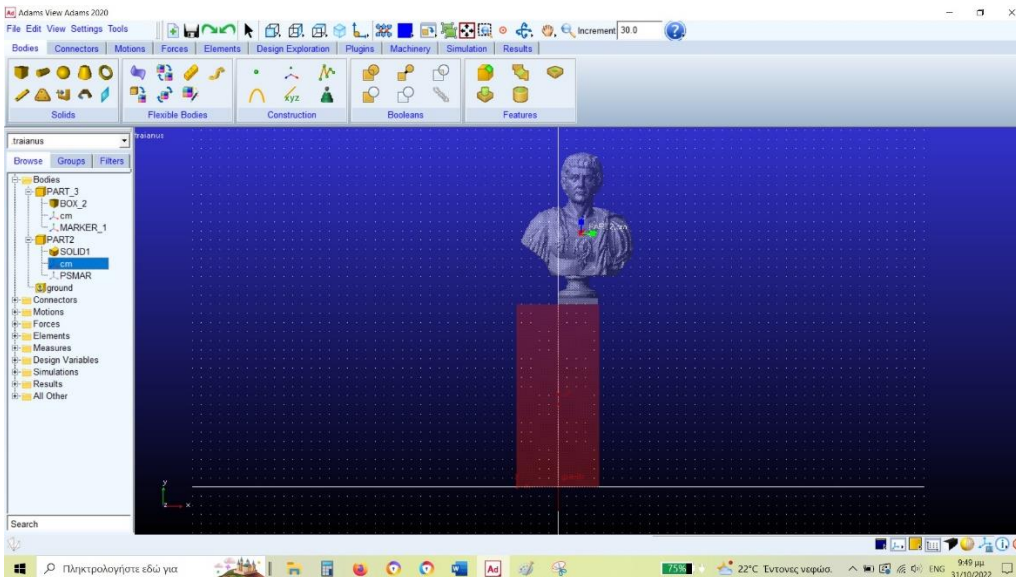 Adams View Adams 2020
File Edit View Settings Tools
Increment 30.0
Bodies Connectors Motions Forces Elements Design Exploration Plugins Machinery Simulation Results
Solids Flexible Bodies Construction Booleans Features
.traianus
traianus
Browse Groups Filters
Bodies
PART_3
BOX_2
cm
MARKER_1
PART2
SOLID1
cm
PSMAR
ground
Connectors
Motions
Forces
Elements
Measures
Design Variables
Simulations
Results
All Other
PART2.cm
y
z x
Search
Πληκτρολογήστε εδώ για
75%
22°C Έντονες νεφώσ.
ENG
9:49 μμ
31/10/2022